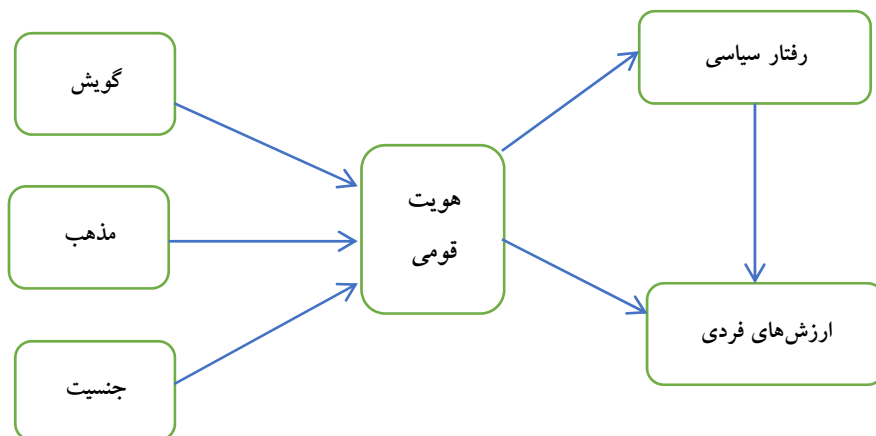 رفتار سیاسی
گویش
هویت
قومی
مذهب
ارزش‌های فردی
جنسیت